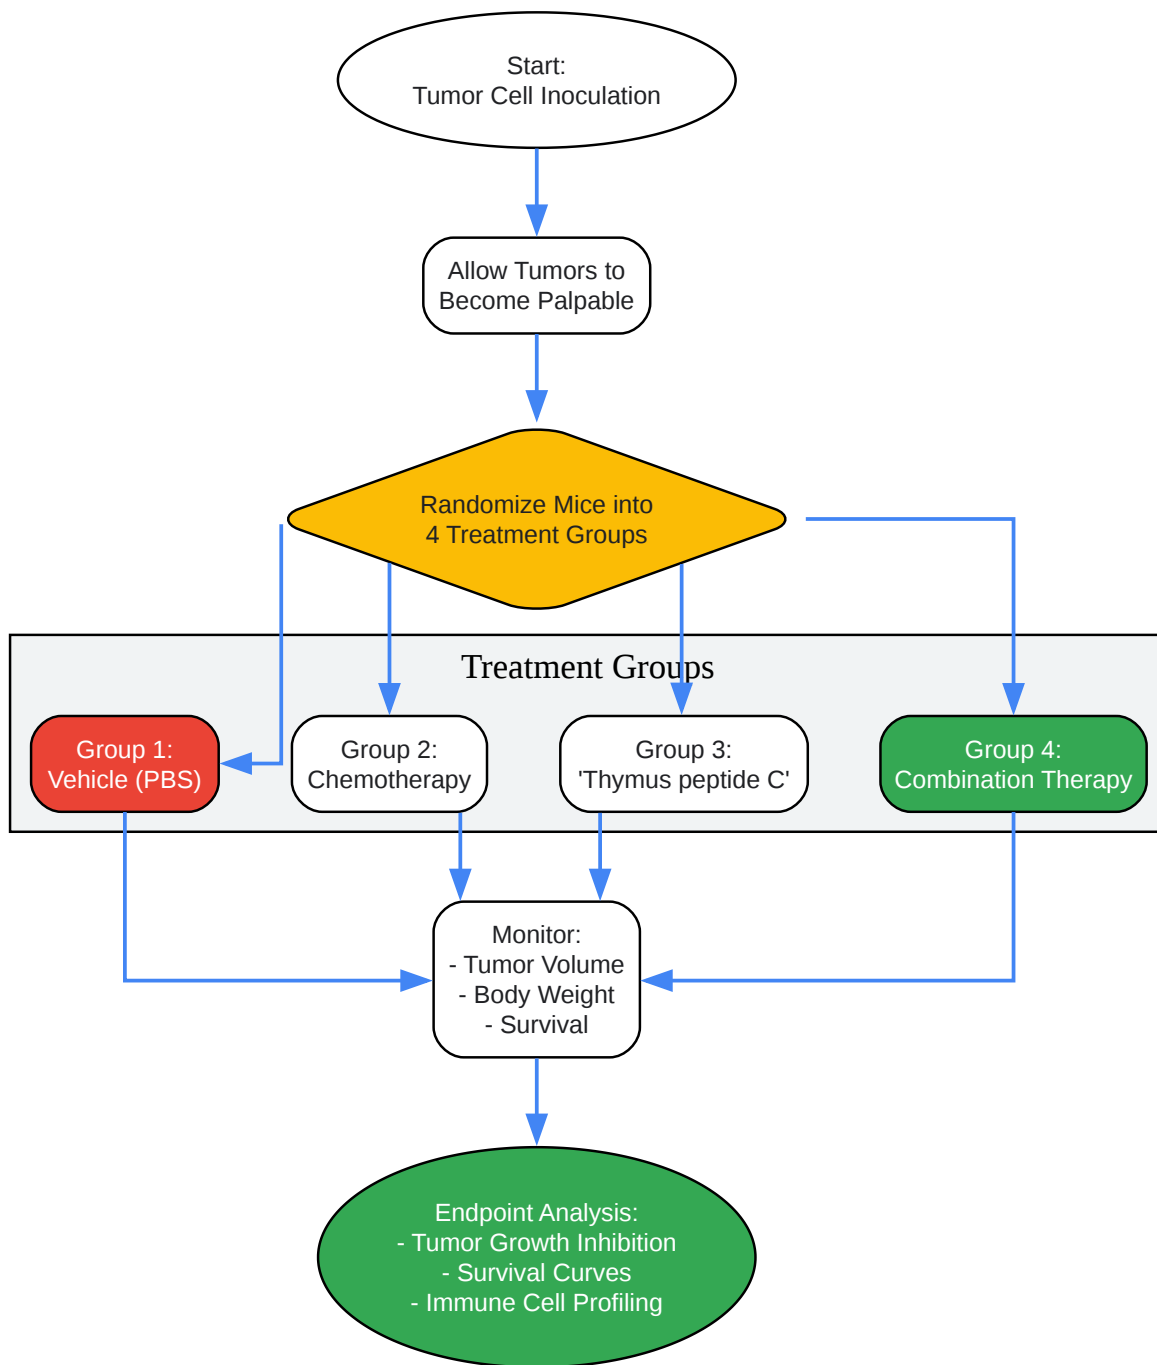 Start:
Tumor Cell Inoculation
Allow Tumors to
Become Palpable
Randomize Mice into
4 Treatment Groups
Treatment Groups
Group 1:
Vehicle (PBS)
Group 2:
Chemotherapy
Group 3:
'Thymus peptide C'
Group 4:
Combination Therapy
Monitor:
- Tumor Volume
- Body Weight
- Survival
Endpoint Analysis:
- Tumor Growth Inhibition
- Survival Curves
- Immune Cell Profiling